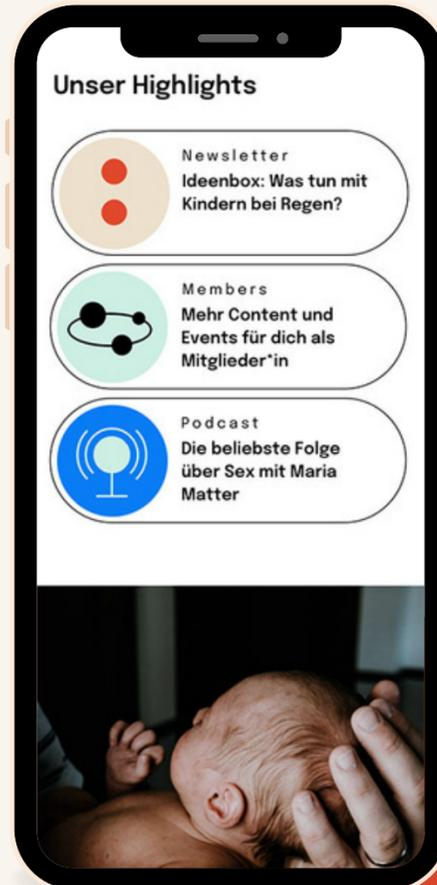 Unser Highlights
Newsletter
Ideenbox: Was tun mit
Kindern bei Regen?
Members
Mehr Content und
Events für dich als
Mitglieder*in
Podcast
Die beliebste Folge
über Sex mit Maria
Matter